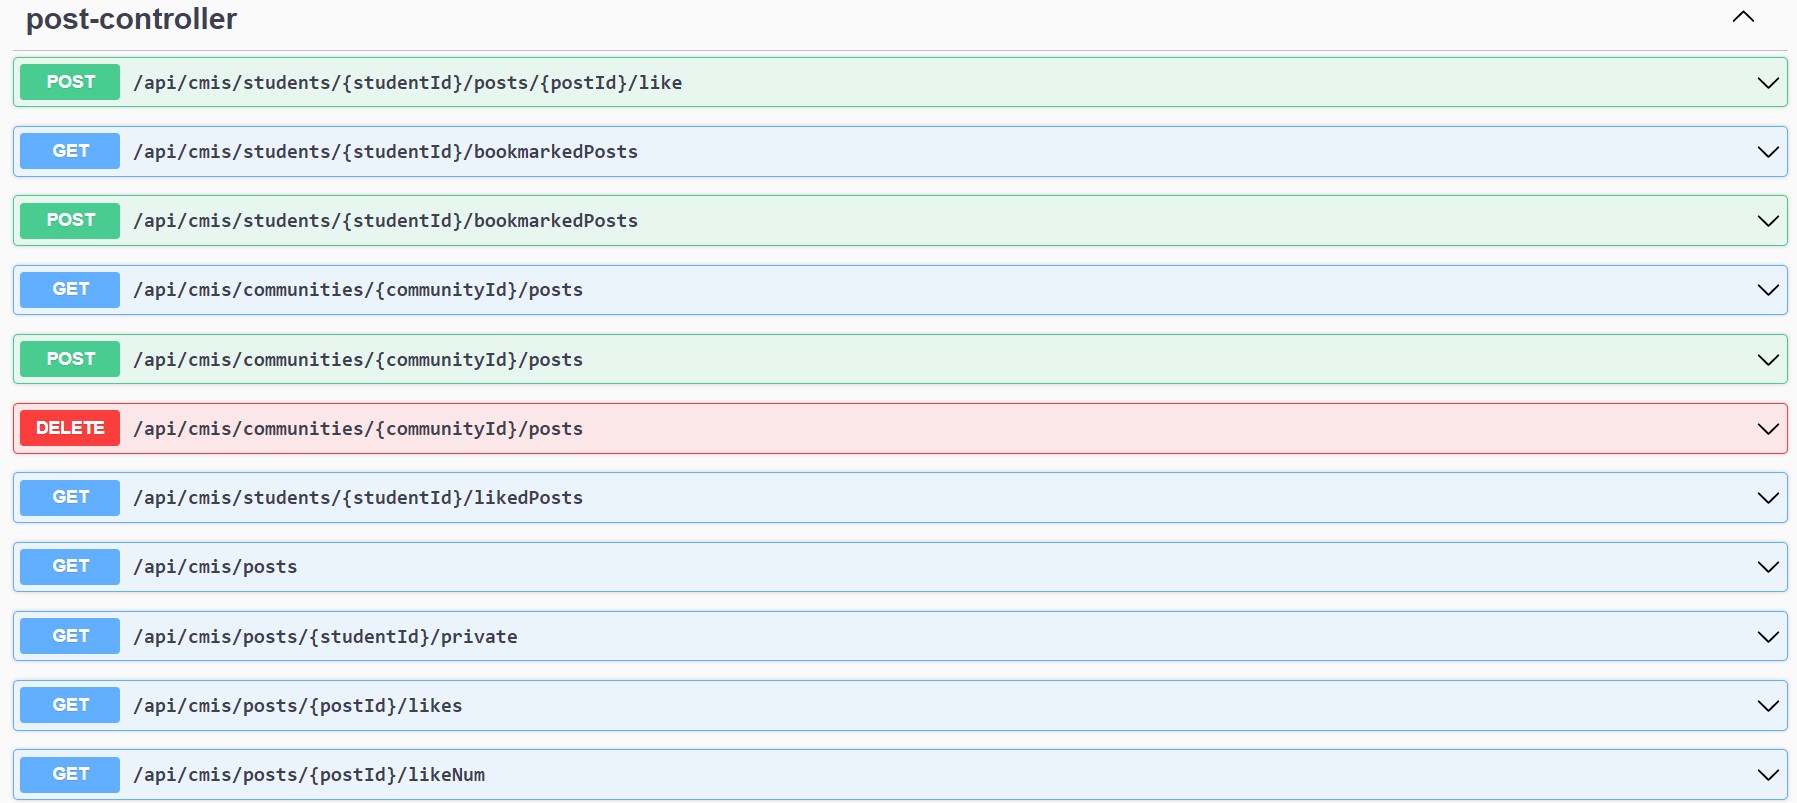 post-controller
POST /api/cmis/students/{studentId}/posts/{postId}/like
GET /api/cmis/students/{studentId}/bookmarkedPosts
POST /api/cmis/students/{studentId}/bookmarkedPosts
GET /api/cmis/communities/{communityId}/posts
POST /api/cmis/communities/{communityId}/posts
DELETE /api/cmis/communities/{communityId}/posts
GET /api/cmis/students/{studentId}/likedPosts
GET /api/cmis/posts
GET /api/cmis/posts/{studentId}/private
GET /api/cmis/posts/{postId}/likes
GET /api/cmis/posts/{postId}/likeNum